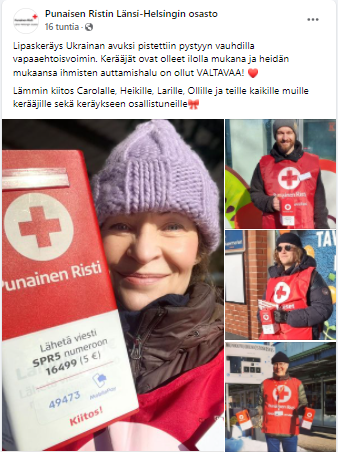 Punaisen Ristin Länsi-Helsingin osasto
16 tuntia ·
Lipaskeräys Ukrainan avuksi pistettiin pystyyn vauhdilla
vapaaehtoisvoimin. Kerääjät ovat olleet ilolla mukana ja heidän
mukaansa ihmisten auttamishalu on ollut VALTAVAA! ♥️
Lämmin kiitos Carolalle, Heikille, Larille, Ollille ja teille kaikille muille
kerääjille sekä keräykseen osallistuneille🎀
Punainen Risti
Lähetä viesti
SPR5 numeroon
16499 (5 €)
49473
MobilePay
Kiitos!
Punainen Risti